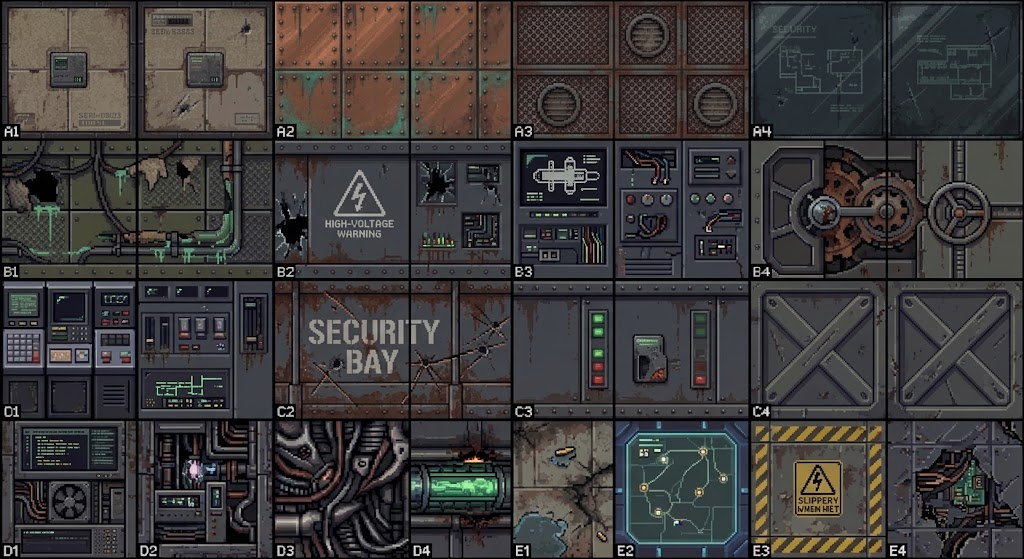 SECURITY
A1
A2
A3
A4
HIGH-VOLTAGE
WARNING
B1
B2
B3
B4
SECURITY
BAY
D1
C2
C3
C4
SLIPPERY
WHEN WET
D1
D2
D3
D4
E1
E2
E3
E4